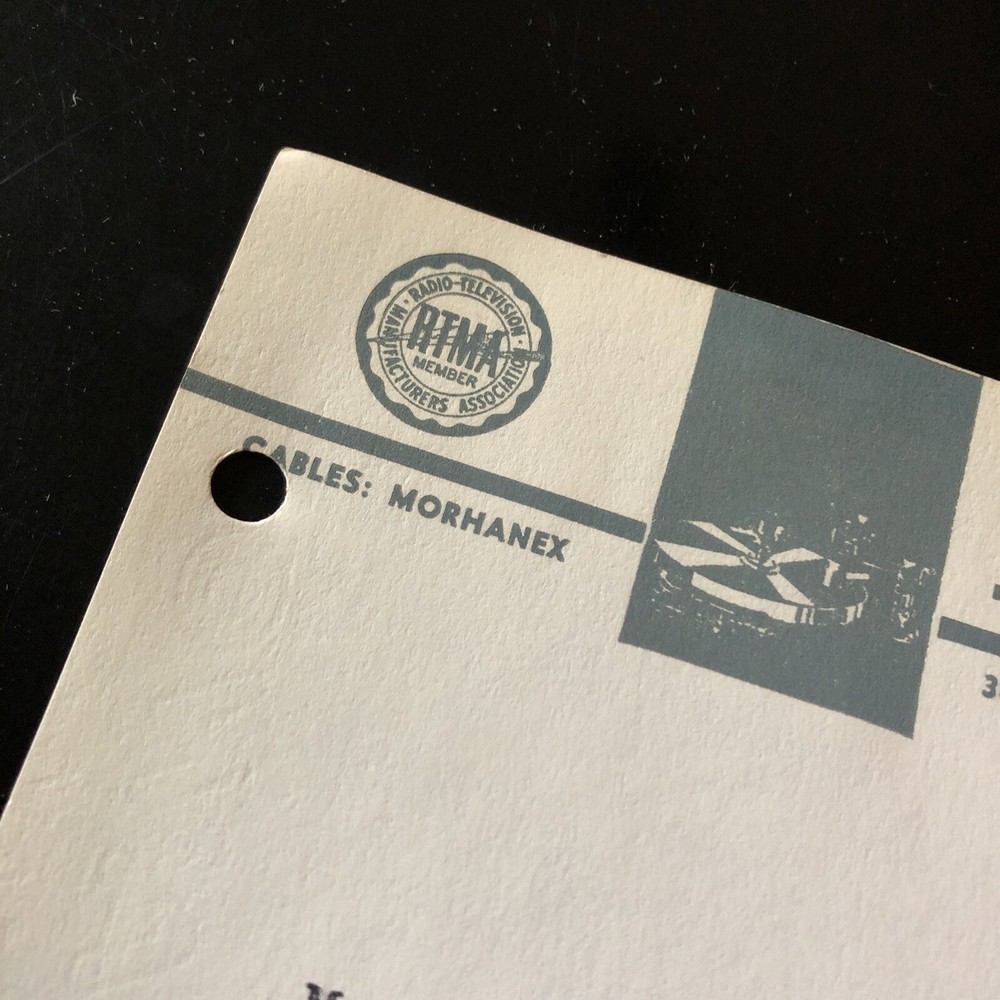 · RADIO-TELEVISION ·
MANUFACTURERS ASSOCIATION
RTMA
MEMBER
CABLES: MORHANEX